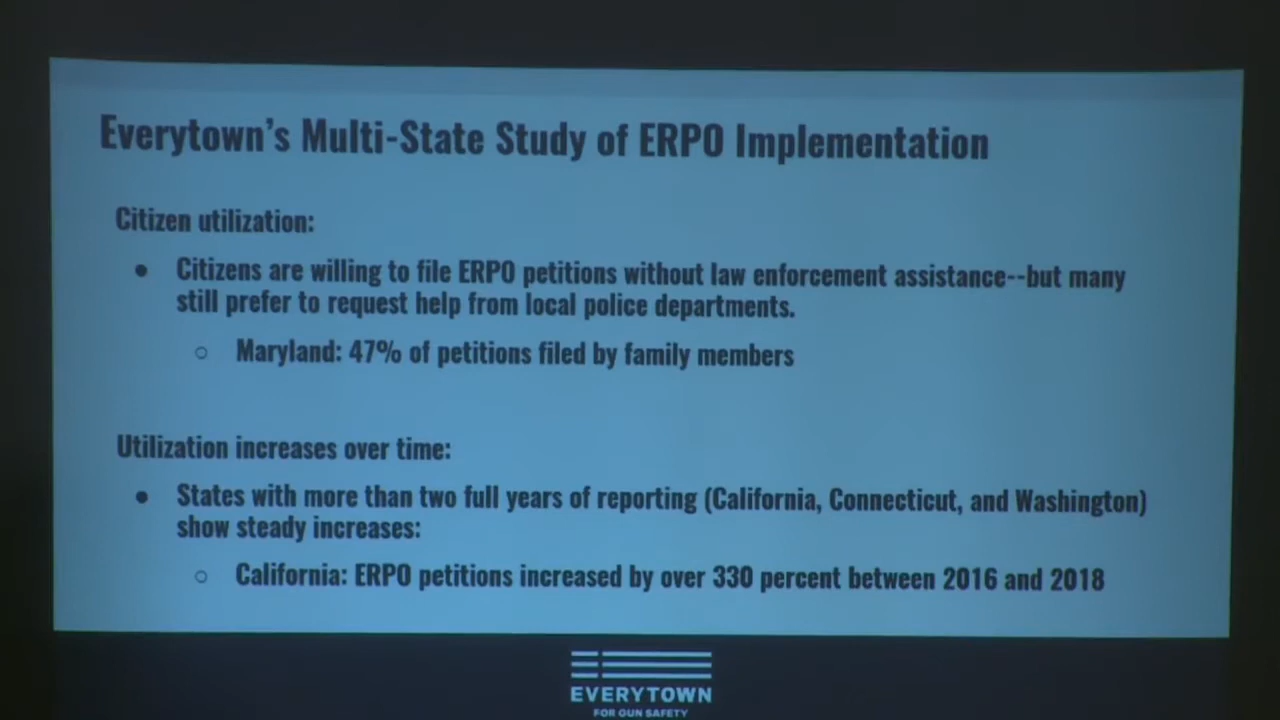 Everytown's Multi-State Study of ERPO Implementation
Citizen utilization:
● Citizens are willing to file ERPO petitions without law enforcement assistance--but many
still prefer to request help from local police departments.
○ Maryland: 47% of petitions filed by family members
Utilization increases over time:
● States with more than two full years of reporting (California, Connecticut, and Washington)
show steady increases:
○ California: ERPO petitions increased by over 330 percent between 2016 and 2018
EVERYTOWN
FOR GUN SAFETY